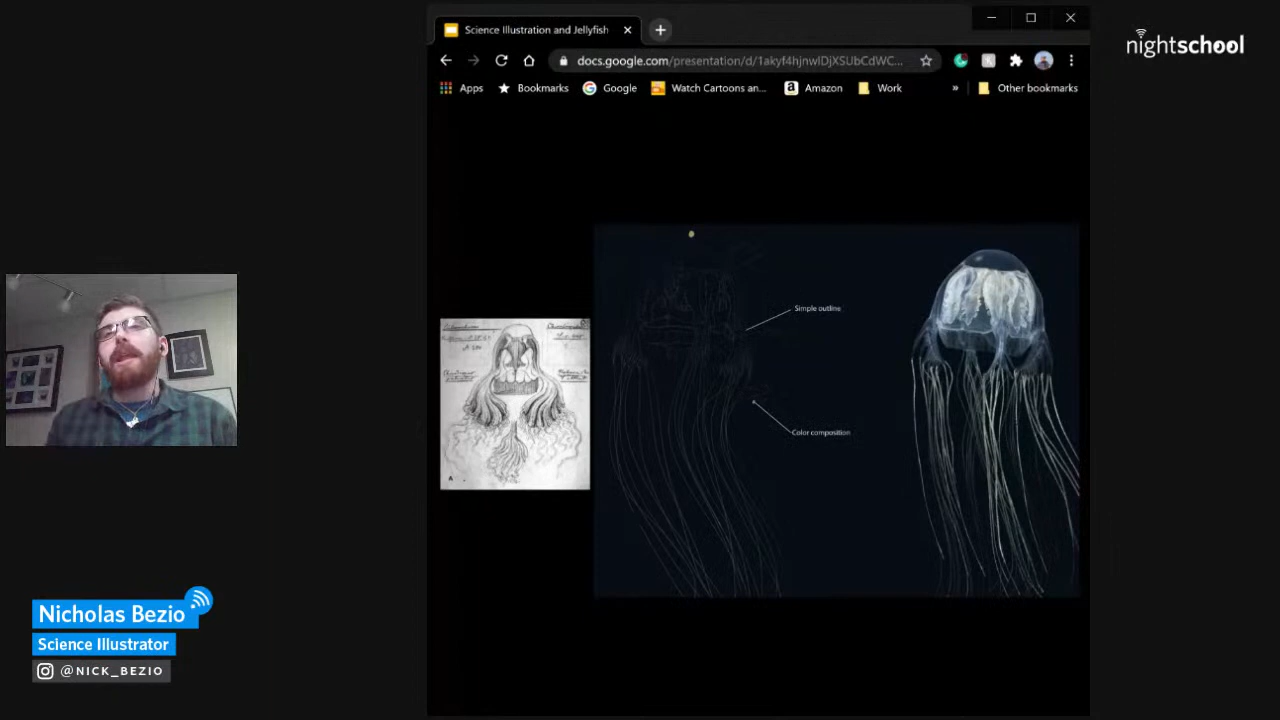 Science Illustration and Jellyfish
nightschool
docs.google.com/presentation/d/1akyf4hjnwIDjXSUbCdWC...
Apps
Bookmarks
Google
Watch Cartoons an...
Amazon
Work
»
Other bookmarks
Simple outline
Color composition
A
Nicholas Bezio
Science Illustrator
@NICK_BEZIO